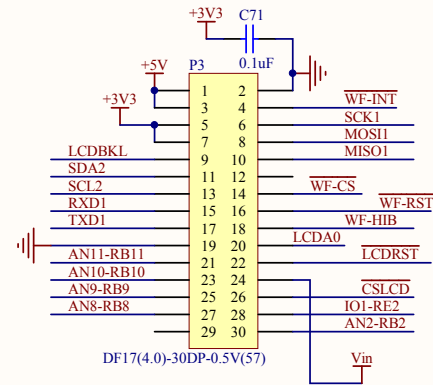 +3V3
C71
+5V
P3
0.1uF
1 2
+3V3
3 4 WF-INT
5 6 SCK1
7 8 MOSI1
LCDBKL 9 10 MISO1
SDA2 11 12
SCL2 13 14 WF-CS
RXD1 15 16 WF-RST
TXD1 17 18 WF-HIB
19 20 LCDA0
AN11-RB11 21 22 LCDRST
AN10-RB10 23 24
AN9-RB9 25 26 CSLCD
AN8-RB8 27 28 IO1-RE2
29 30 AN2-RB2
DF17(4.0)-30DP-0.5V(57)
Vin